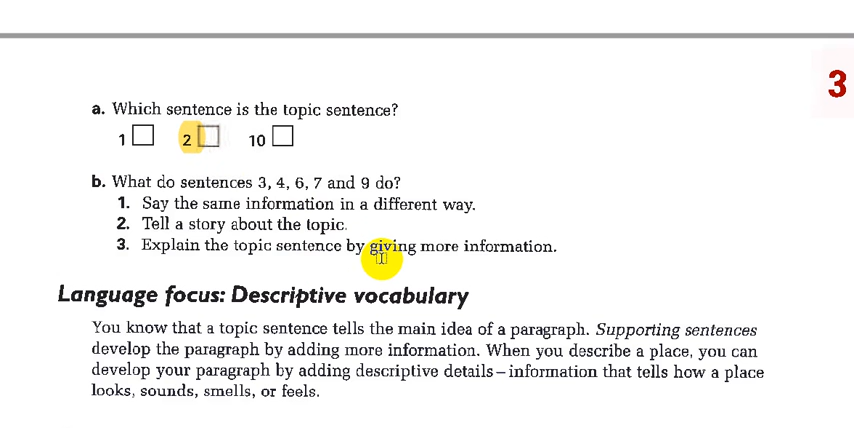 3
a. Which sentence is the topic sentence?
1 2 10
b. What do sentences 3, 4, 6, 7 and 9 do?
1. Say the same information in a different way.
2. Tell a story about the topic.
3. Explain the topic sentence by giving more information.
Language focus: Descriptive vocabulary
You know that a topic sentence tells the main idea of a paragraph. Supporting sentences
develop the paragraph by adding more information. When you describe a place, you can
develop your paragraph by adding descriptive details – information that tells how a place
looks, sounds, smells, or feels.